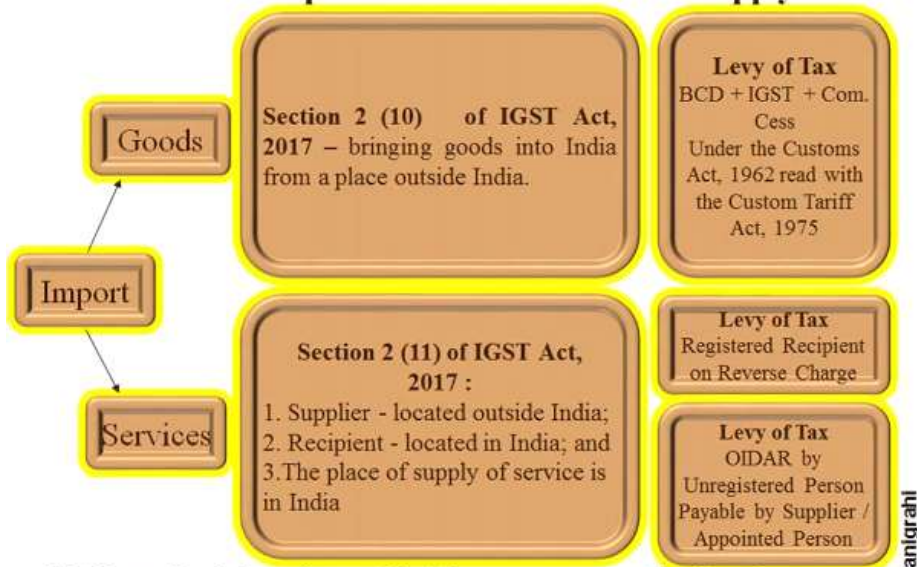 Import
Goods
Section 2 (10) of IGST Act,
2017 – bringing goods into India
from a place outside India.
Levy of Tax
BCD + IGST + Com.
Cess
Under the Customs
Act, 1962 read with
the Custom Tariff
Act, 1975
Services
Section 2 (11) of IGST Act,
2017 :
1. Supplier - located outside India;
2. Recipient - located in India; and
3.The place of supply of service is
in India
Levy of Tax
Registered Recipient
on Reverse Charge
Levy of Tax
OIDAR by
Unregistered Person
Payable by Supplier /
Appointed Person
anigrahi